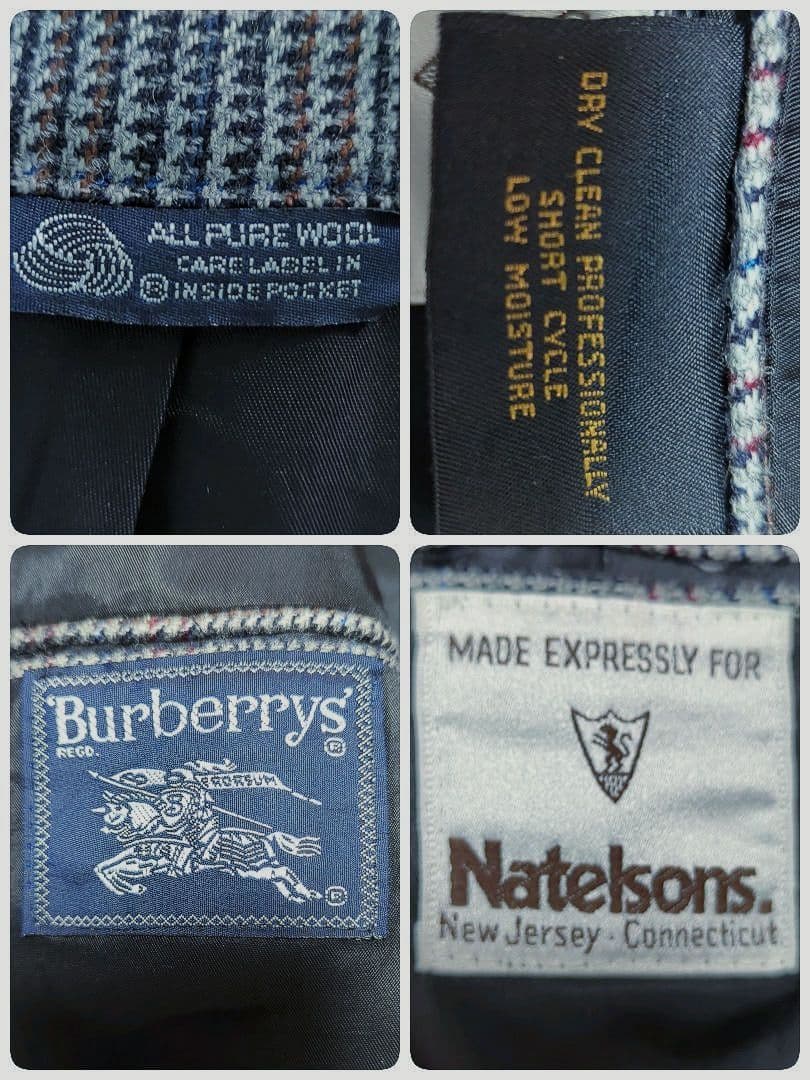 ALL PURE WOOL
CARE LABEL IN
® INSIDE POCKET
DRY CLEAN PROFESSIONALLY
SHORT CYCLE
LOW MOISTURE
Burberrys'
REGD.
®
PRORSUM
®
MADE EXPRESSLY FOR
Natelsons.
New Jersey · Connecticut